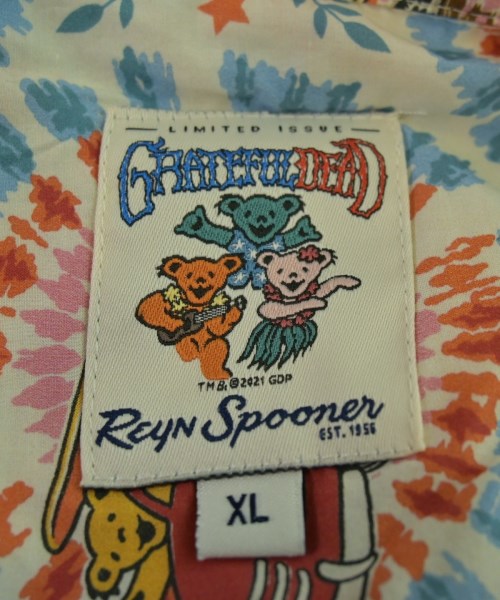 LIMITED ISSUE
GRATEFUL DEAD
TM & © 2021 GDP
REYN SPOONER
EST. 1956
XL